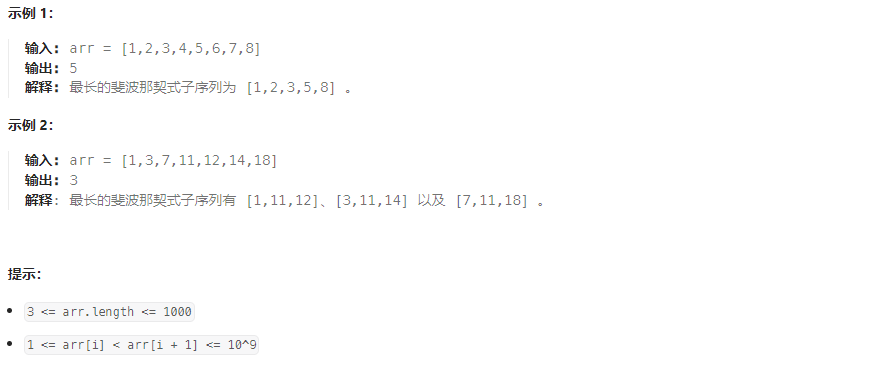 示例 1：
输入：arr = [1,2,3,4,5,6,7,8]
输出：5
解释：最长的斐波那契式子序列为 [1,2,3,5,8] 。
示例 2：
输入：arr = [1,3,7,11,12,14,18]
输出：3
解释：最长的斐波那契式子序列有 [1,11,12]、[3,11,14] 以及 [7,11,18] 。
提示：
• 3 <= arr.length <= 1000
• 1 <= arr[i] < arr[i + 1] <= 10^9